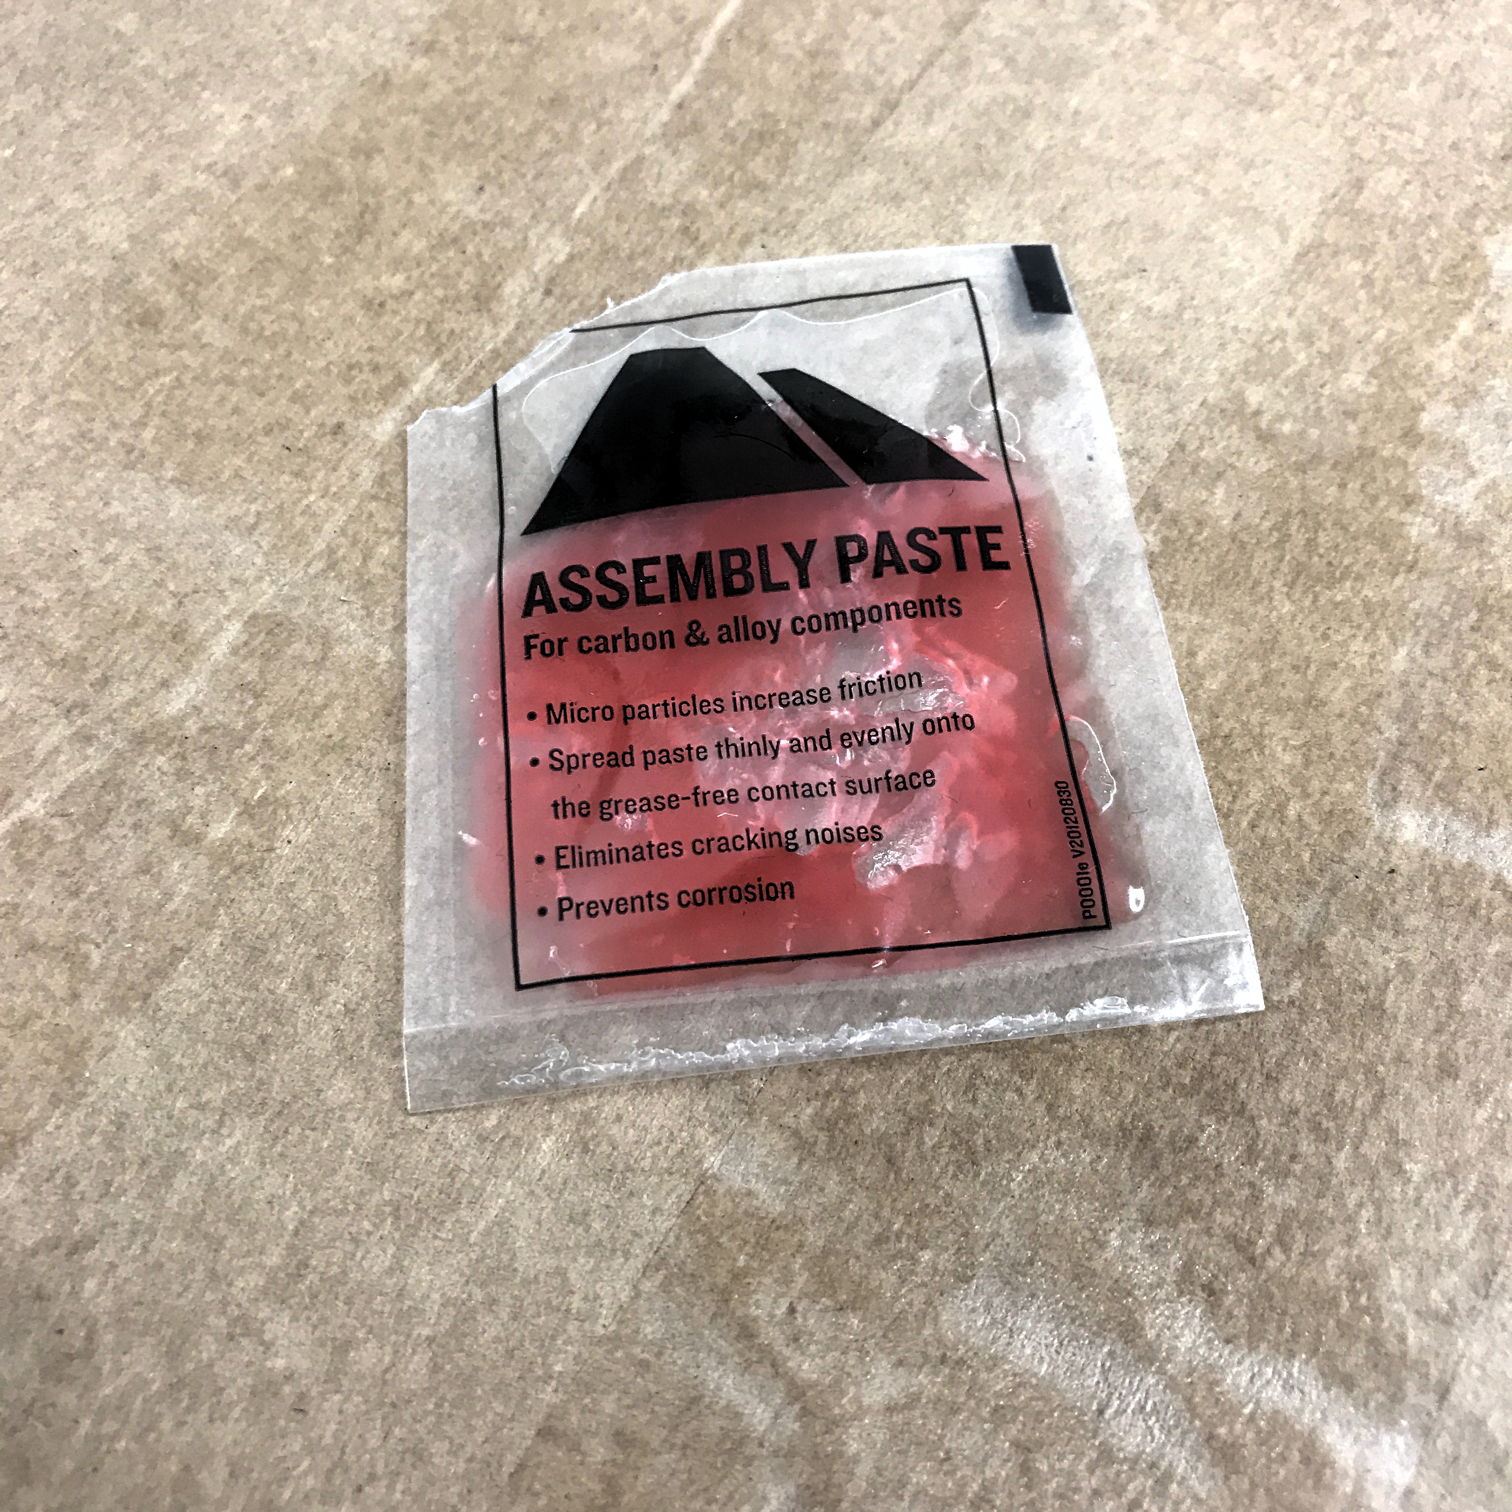 ASSEMBLY PASTE
For carbon & alloy components
• Micro particles increase friction
• Spread paste thinly and evenly onto
the grease-free contact surface
• Eliminates cracking noises
• Prevents corrosion
P0001e V20120830